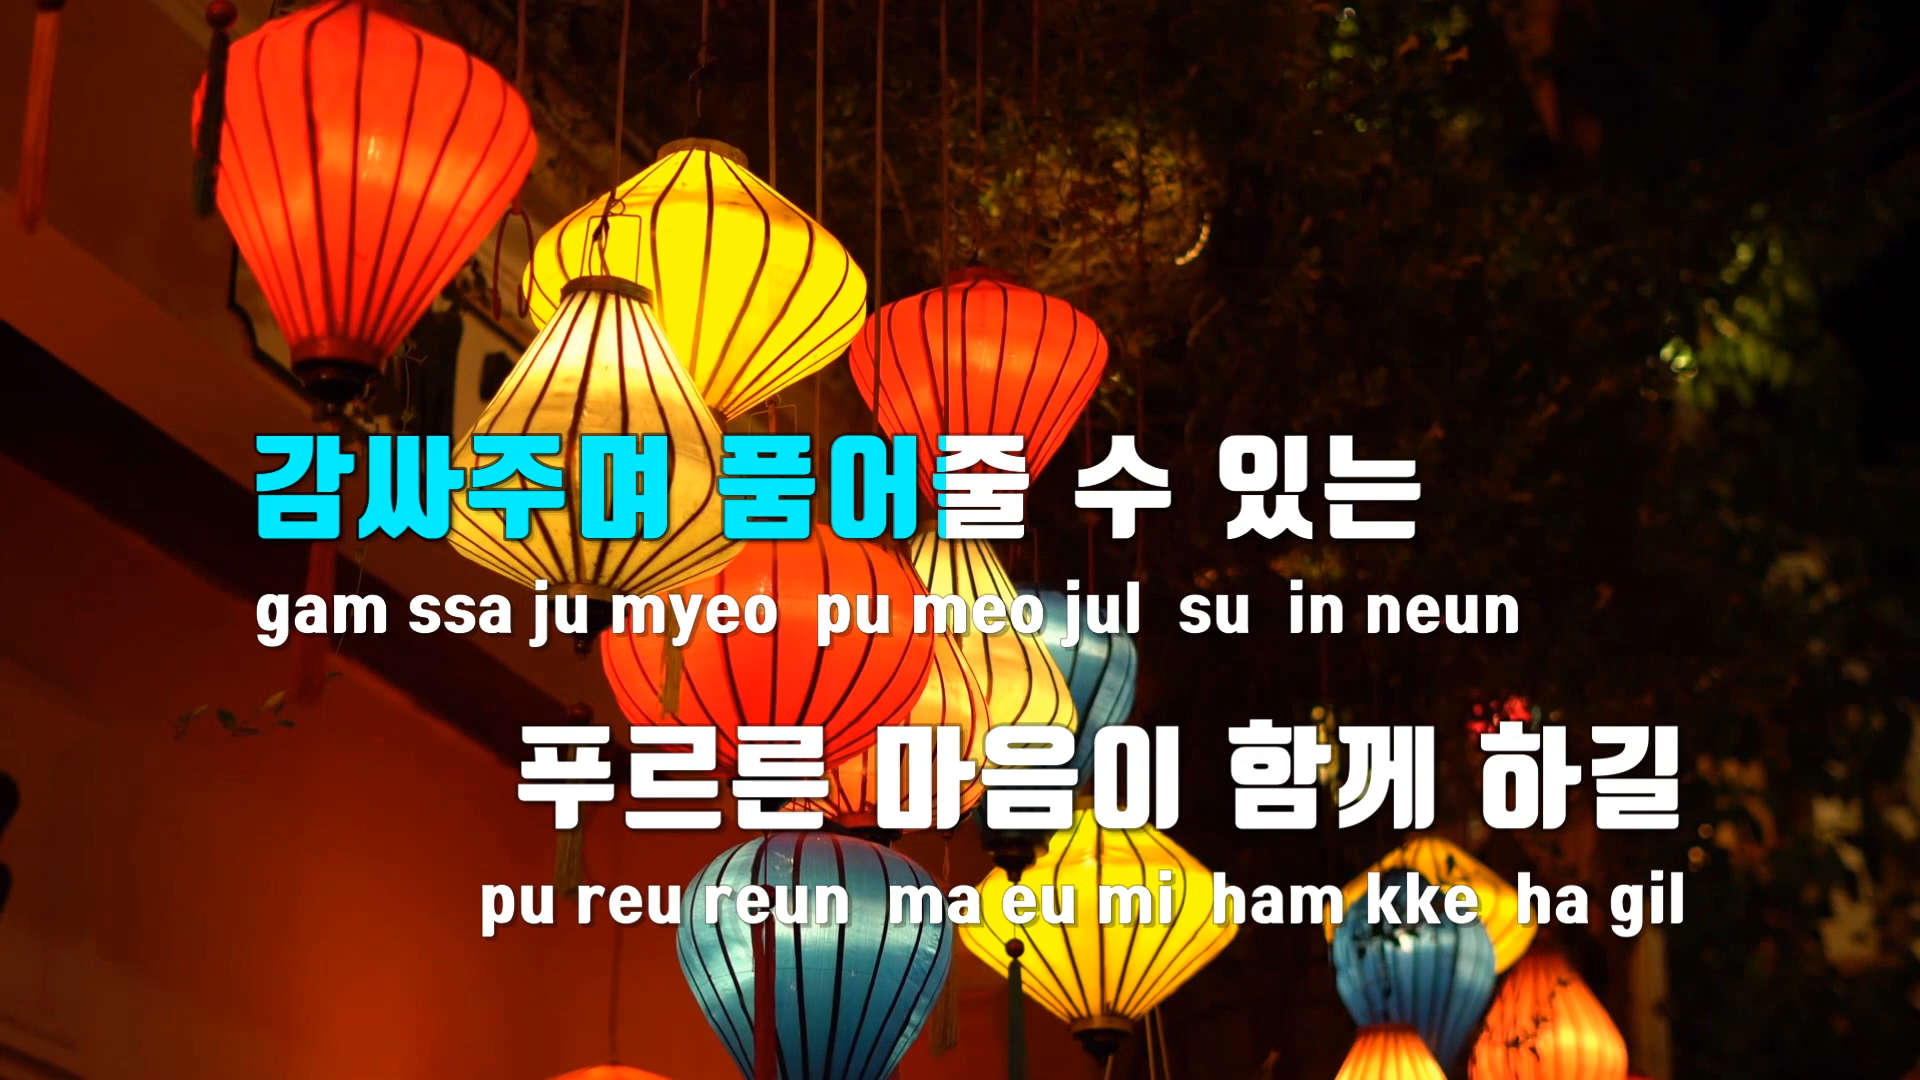 감싸주며 품어줄 수 있는
gam ssa ju myeo pu meo jul su in neun
푸르른 마음이 함께 하길
pu reu reun ma eu mi ham kke ha gil